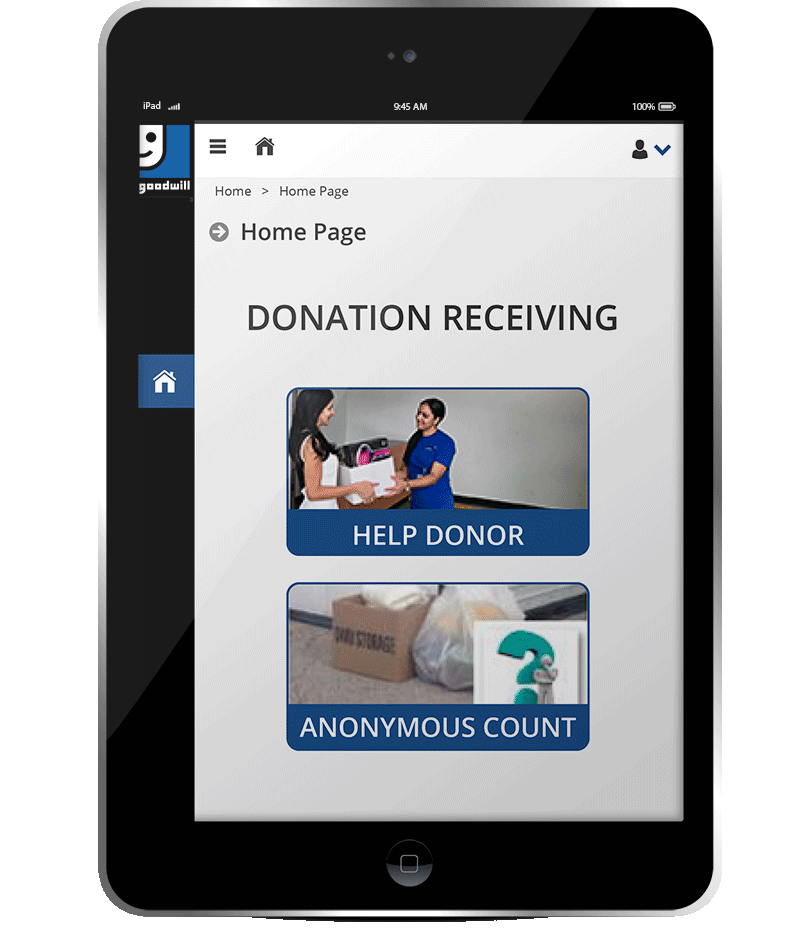 iPad
9:45 AM
100%
goodwill
Home > Home Page
Home Page
DONATION RECEIVING
HELP DONOR
STORAGE
ANONYMOUS COUNT